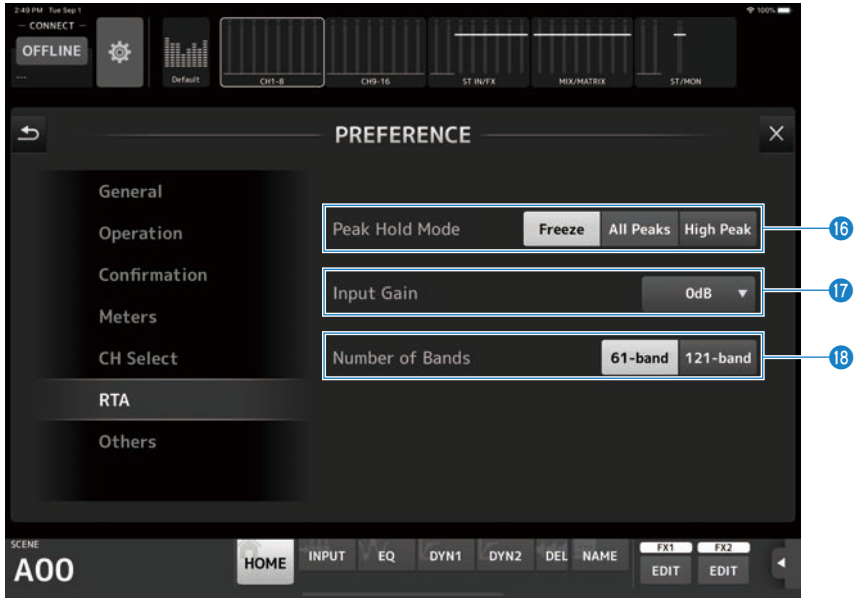 2:49 PM Tue Sep 1
100%
CONNECT
OFFLINE
---
Default
CH1-8
CH9-16
ST IN/FX
MIX/MATRIX
ST/MON
PREFERENCE
General
Operation
Confirmation
Meters
CH Select
RTA
Others
Peak Hold Mode
Freeze All Peaks High Peak
16
Input Gain
0dB
17
Number of Bands
61-band 121-band
18
SCENE
A00
HOME INPUT EQ DYN1 DYN2 DEL NAME
FX1 FX2
EDIT EDIT